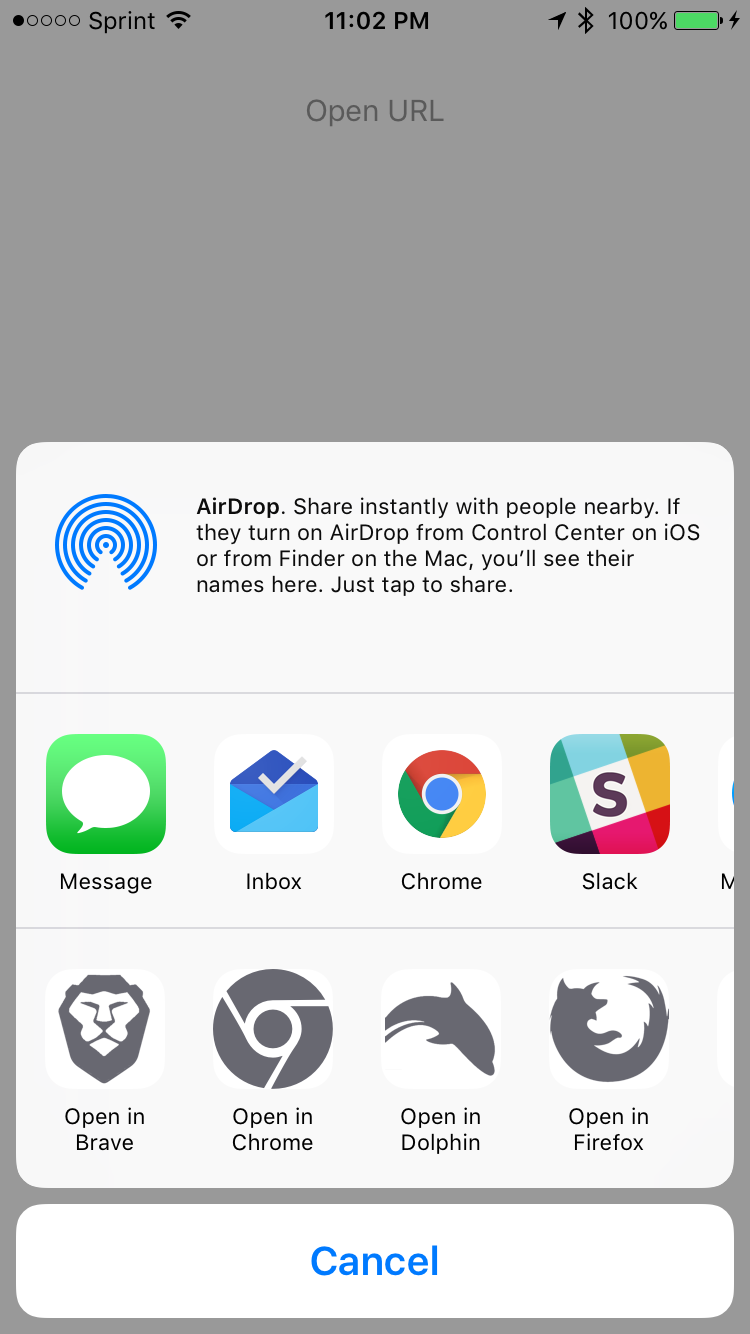 Sprint 11:02 PM 100%
Open URL
AirDrop. Share instantly with people nearby. If
they turn on AirDrop from Control Center on iOS
or from Finder on the Mac, you’ll see their
names here. Just tap to share.
S
Message Inbox Chrome Slack M
Open in Open in Open in Open in
Brave Chrome Dolphin Firefox
Cancel